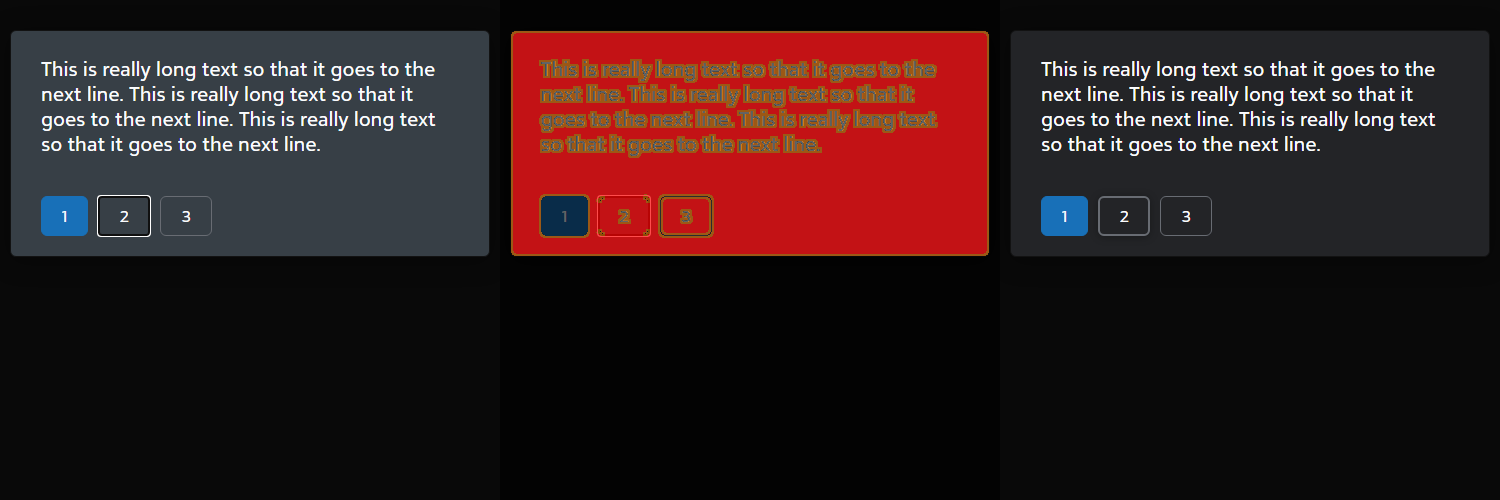 This is really long text so that it goes to the
next line. This is really long text so that it
goes to the next line. This is really long text
so that it goes to the next line.
1 2 3
This is really long text so that it goes to the
next line. This is really long text so that it
goes to the next line. This is really long text
so that it goes to the next line.
1 2 3
This is really long text so that it goes to the
next line. This is really long text so that it
goes to the next line. This is really long text
so that it goes to the next line.
1 2 3